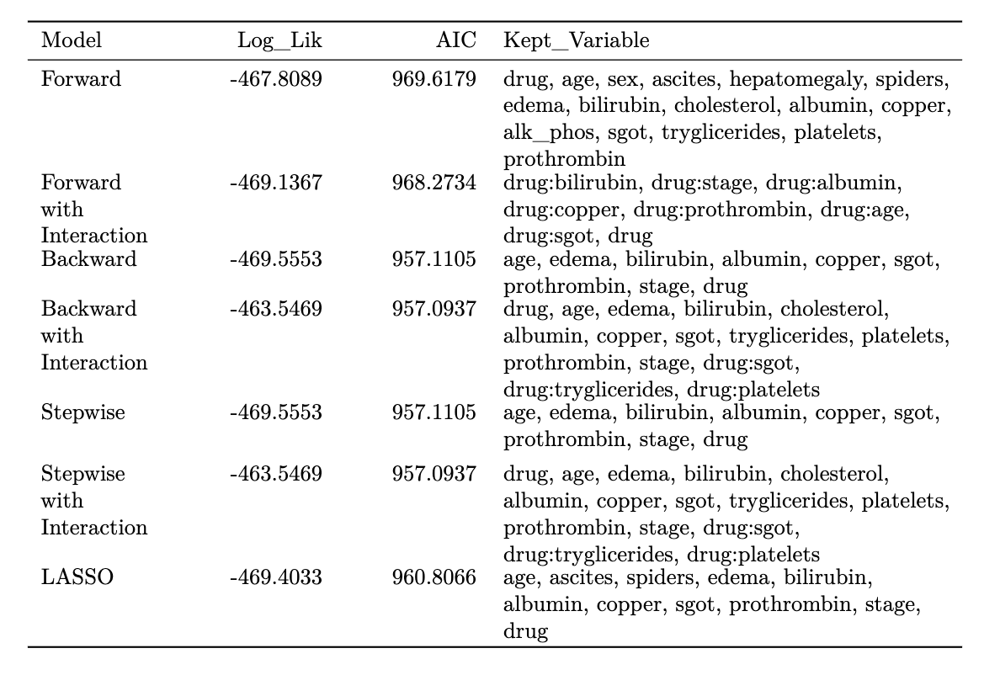 Model Log_Lik AIC Kept_Variable
Forward -467.8089 969.6179 drug, age, sex, ascites, hepatomegaly, spiders,
edema, bilirubin, cholesterol, albumin, copper,
alk_phos, sgot, tryglicerides, platelets,
prothrombin
Forward -469.1367 968.2734 drug:bilirubin, drug:stage, drug:albumin,
with drug:copper, drug:prothrombin, drug:age,
Interaction drug:sgot, drug
Backward -469.5553 957.1105 age, edema, bilirubin, albumin, copper, sgot,
prothrombin, stage, drug
Backward -463.5469 957.0937 drug, age, edema, bilirubin, cholesterol,
with albumin, copper, sgot, tryglicerides, platelets,
Interaction prothrombin, stage, drug:sgot,
drug:tryglicerides, drug:platelets
Stepwise -469.5553 957.1105 age, edema, bilirubin, albumin, copper, sgot,
prothrombin, stage, drug
Stepwise -463.5469 957.0937 drug, age, edema, bilirubin, cholesterol,
with albumin, copper, sgot, tryglicerides, platelets,
Interaction prothrombin, stage, drug:sgot,
drug:tryglicerides, drug:platelets
LASSO -469.4033 960.8066 age, ascites, spiders, edema, bilirubin,
albumin, copper, sgot, prothrombin, stage,
drug